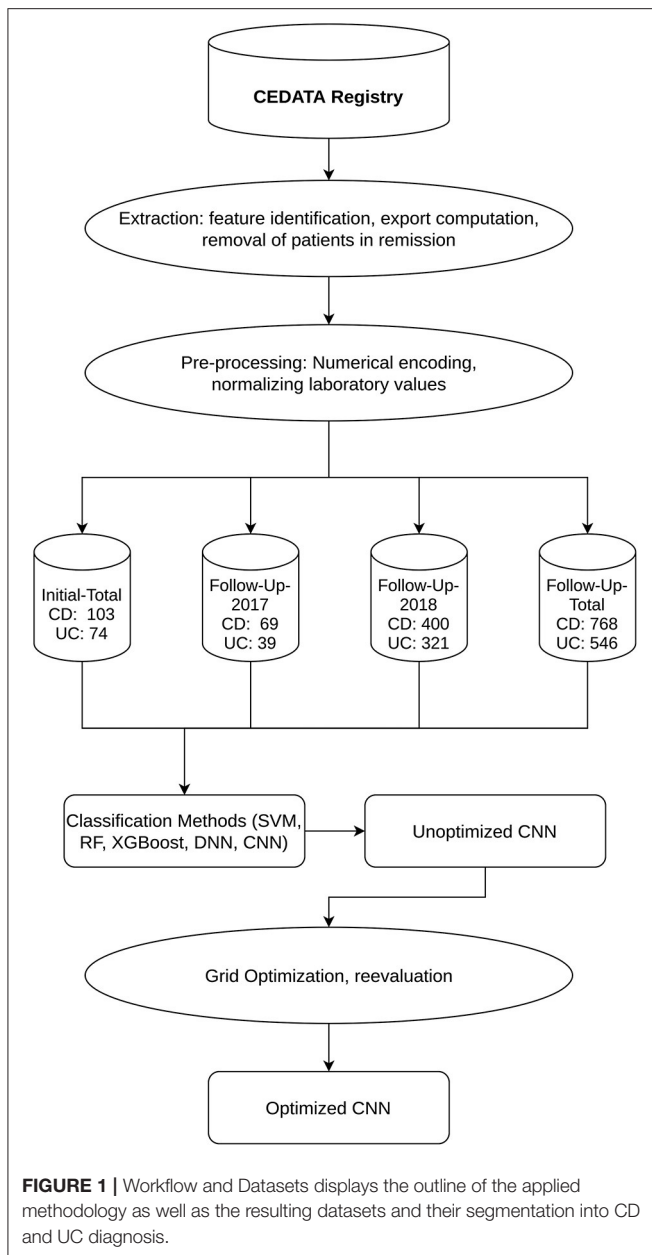 CEDATA Registry
Extraction: feature identification, export computation,
removal of patients in remission
Pre-processing: Numerical encoding,
normalizing laboratory values
Initial-Total
CD: 103
UC: 74
Follow-Up-
2017
CD: 69
UC: 39
Follow-Up-
2018
CD: 400
UC: 321
Follow-Up-
Total
CD: 768
UC: 546
Classification Methods (SVM,
RF, XGBoost, DNN, CNN)
Unoptimized CNN
Grid Optimization, reevaluation
Optimized CNN
FIGURE 1 | Workflow and Datasets displays the outline of the applied
methodology as well as the resulting datasets and their segmentation into CD
and UC diagnosis.